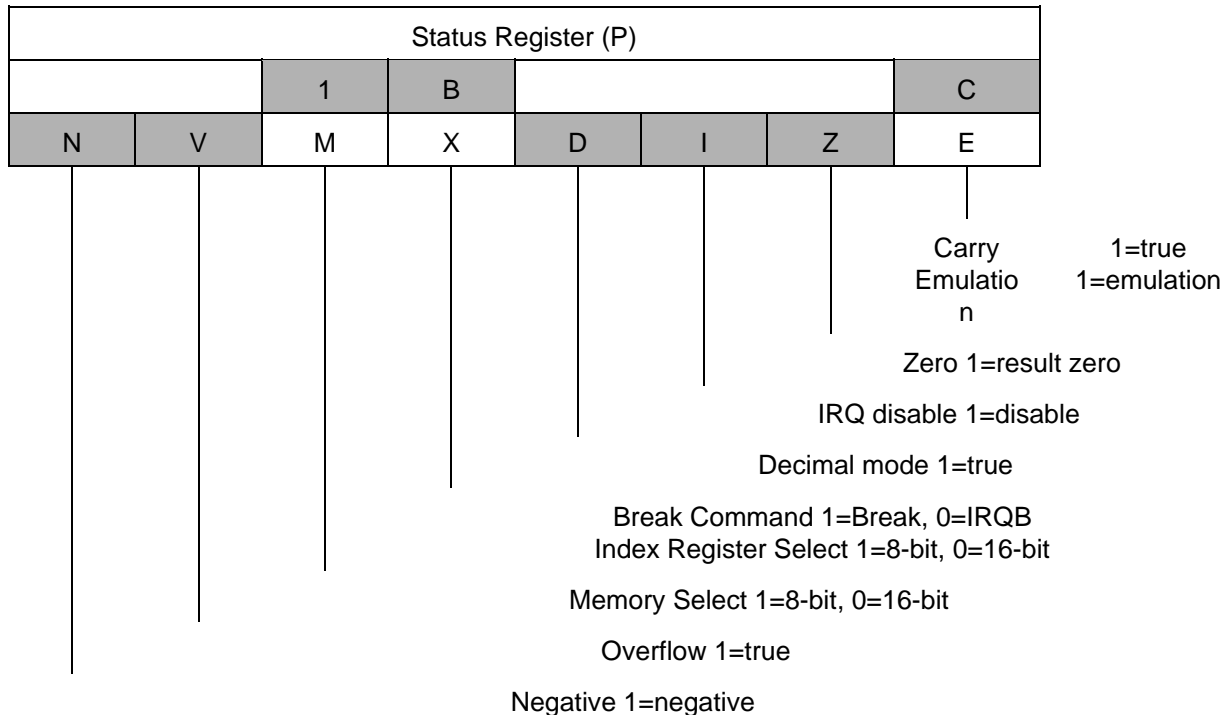 Status Register (P)
1 B C
N V M X D I Z E
Carry 1=true
Emulatio 1=emulation
n
Zero 1=result zero
IRQ disable 1=disable
Decimal mode 1=true
Break Command 1=Break, 0=IRQB
Index Register Select 1=8-bit, 0=16-bit
Memory Select 1=8-bit, 0=16-bit
Overflow 1=true
Negative 1=negative